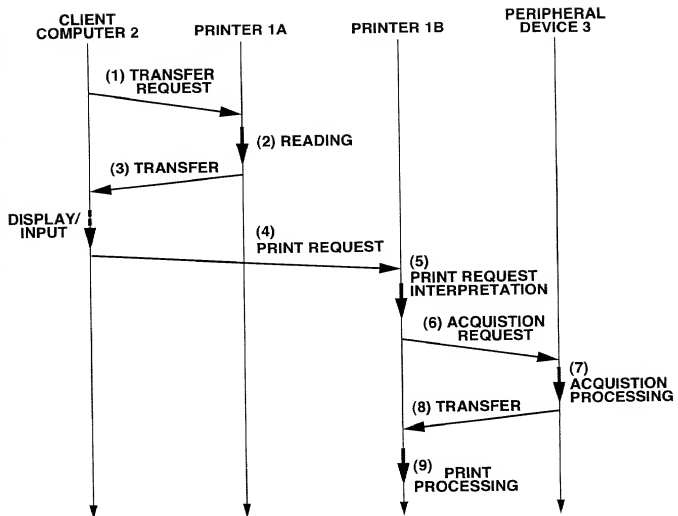 CLIENT
COMPUTER 2
PRINTER 1A
PRINTER 1B
PERIPHERAL
DEVICE 3
(1) TRANSFER
REQUEST
(2) READING
(3) TRANSFER
DISPLAY/
INPUT
(4)
PRINT REQUEST
(5)
PRINT REQUEST
INTERPRETATION
(6) ACQUISTION
REQUEST
(7)
ACQUISTION
PROCESSING
(8) TRANSFER
(9) PRINT
PROCESSING